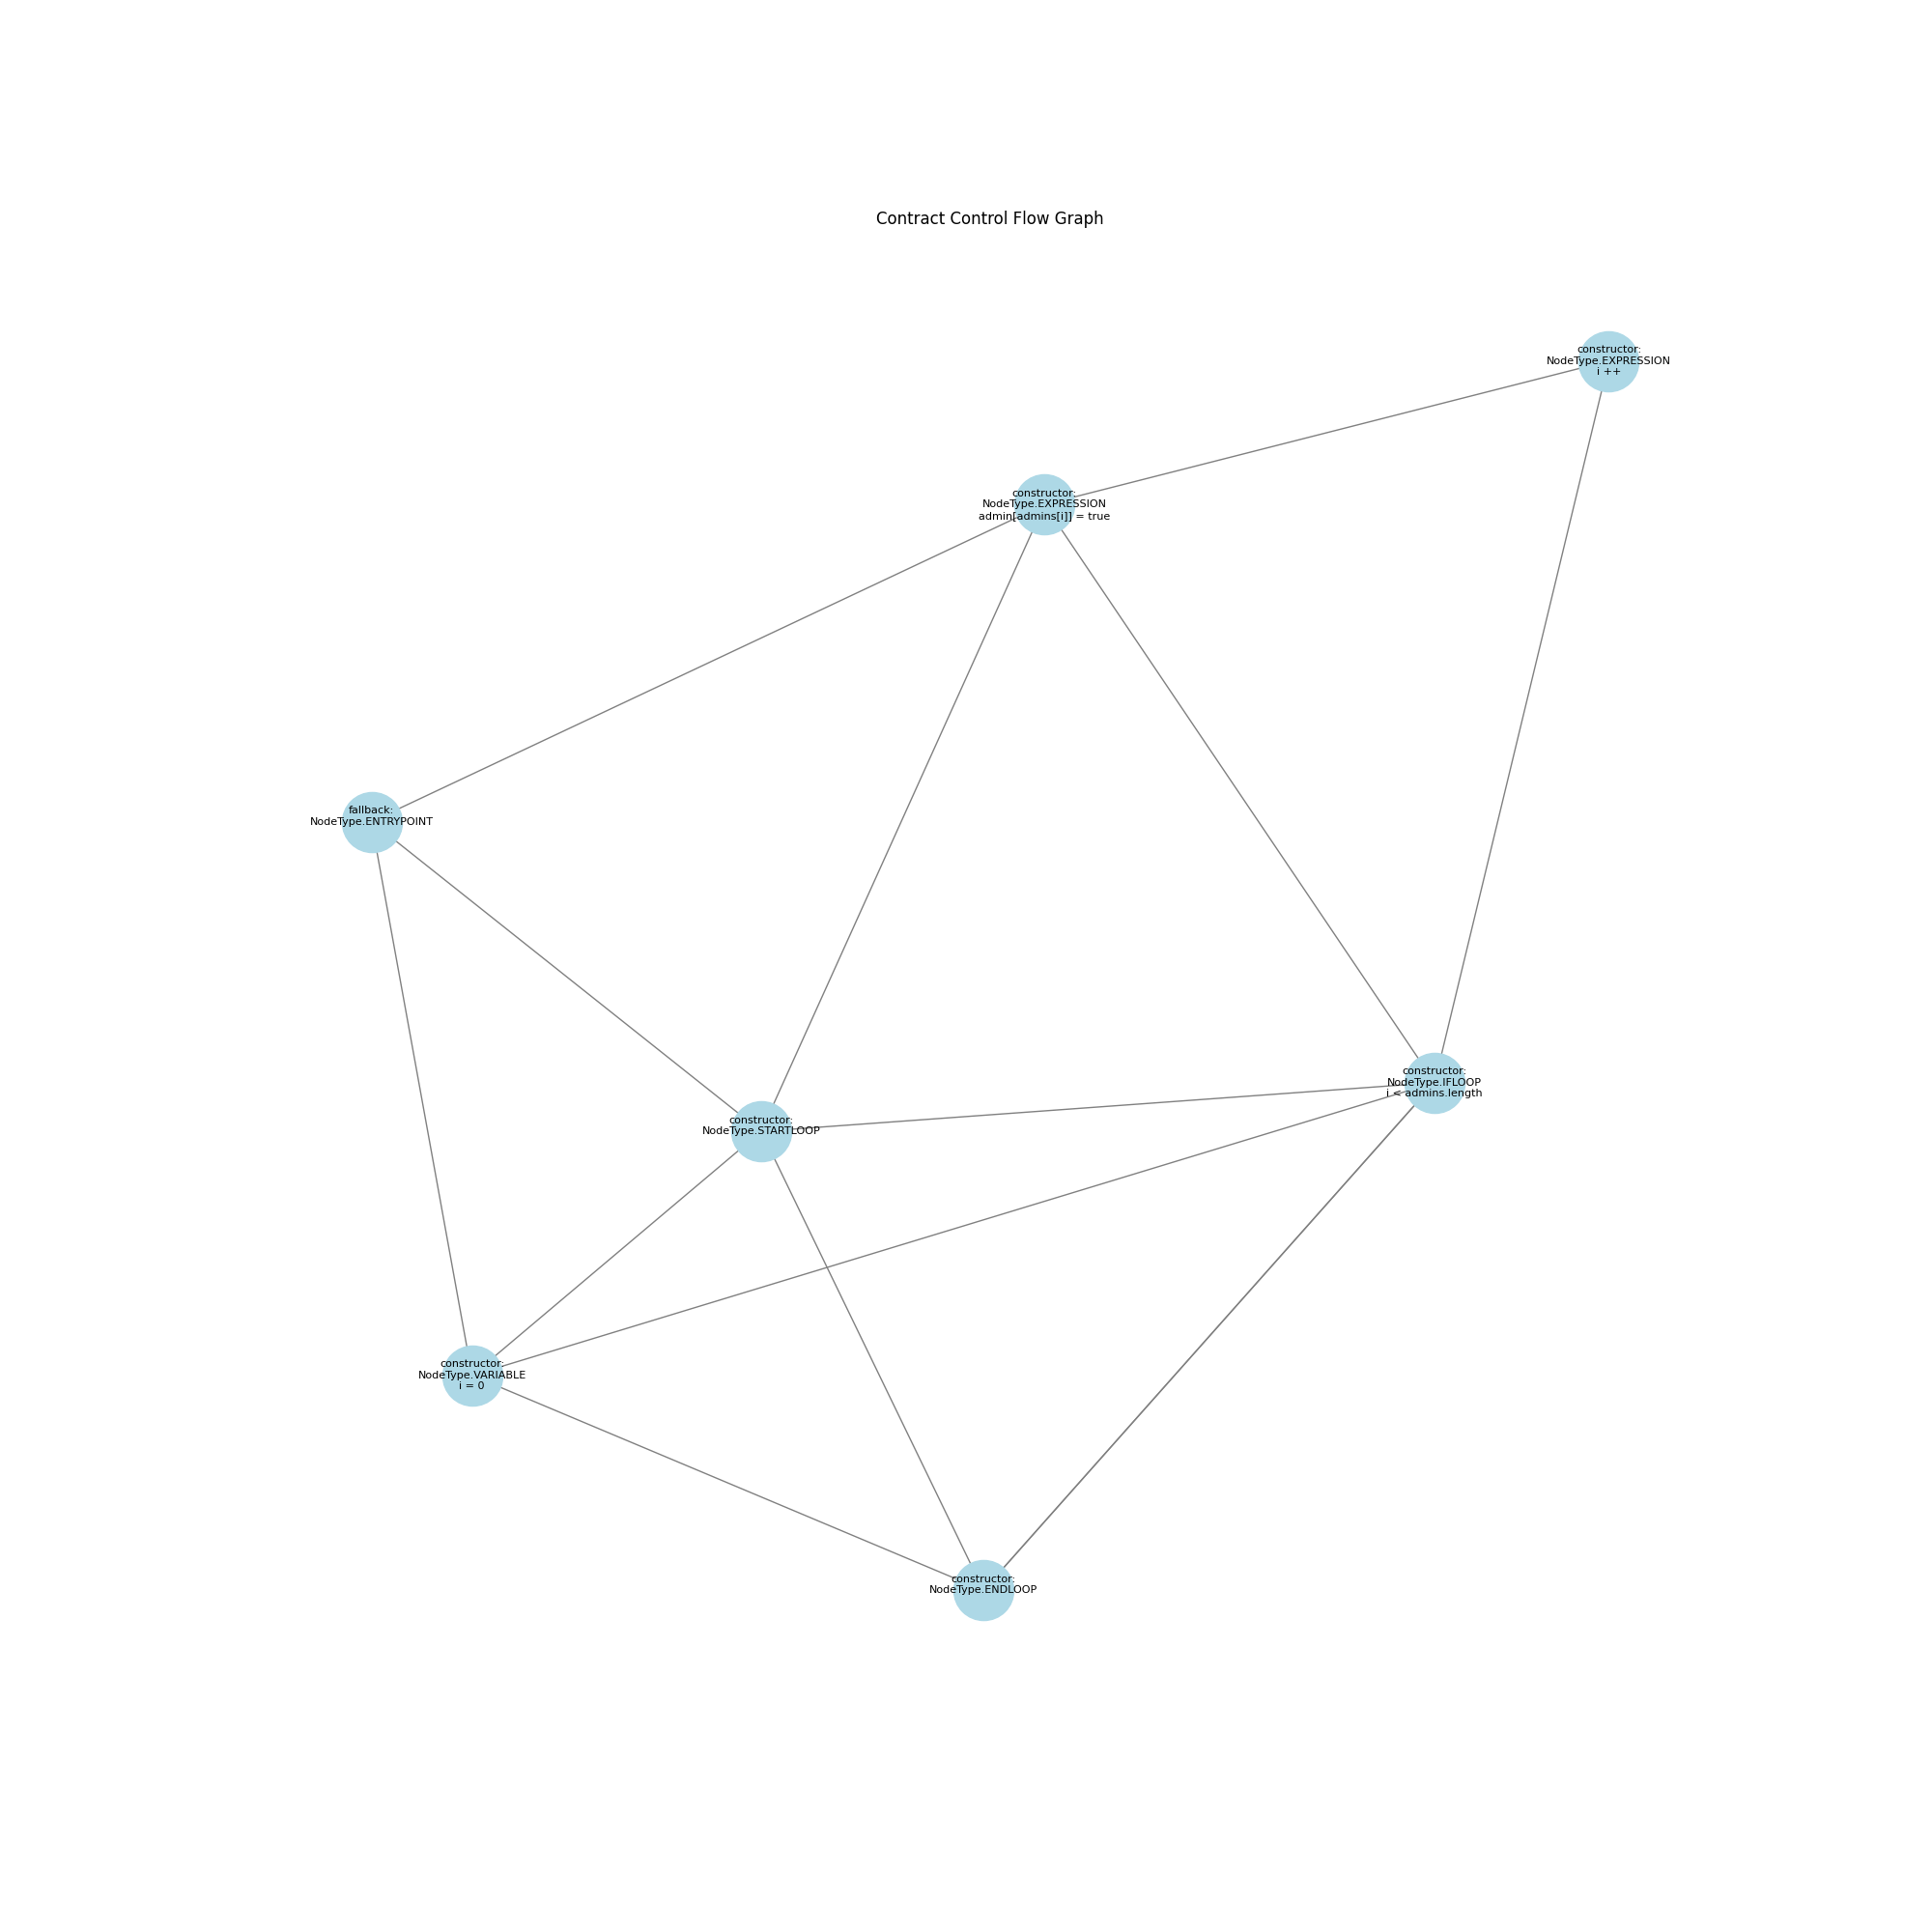 Contract Control Flow Graph
constructor:
NodeType.EXPRESSION
i ++
constructor:
NodeType.EXPRESSION
admin[admins[i]] = true
fallback:
NodeType.ENTRYPOINT
constructor:
NodeType.IFLOOP
i < admins.length
constructor:
NodeType.STARTLOOP
constructor:
NodeType.VARIABLE
i = 0
constructor:
NodeType.ENDLOOP